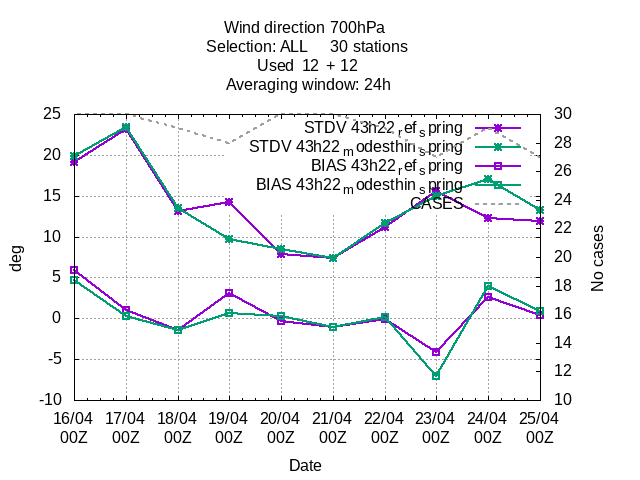 Wind direction 700hPa
Selection: ALL 30 stations
Used 12 + 12
Averaging window: 24h
STDV 43h22_ref_spring
STDV 43h22_modesthin_spring
BIAS 43h22_ref_spring
BIAS 43h22_modesthin_spring
CASES
deg
25
20
15
10
5
0
-5
-10
No cases
30
28
26
24
22
20
18
16
14
12
10
16/04 17/04 18/04 19/04 20/04 21/04 22/04 23/04 24/04 25/04
00Z 00Z 00Z 00Z 00Z 00Z 00Z 00Z 00Z 00Z
Date